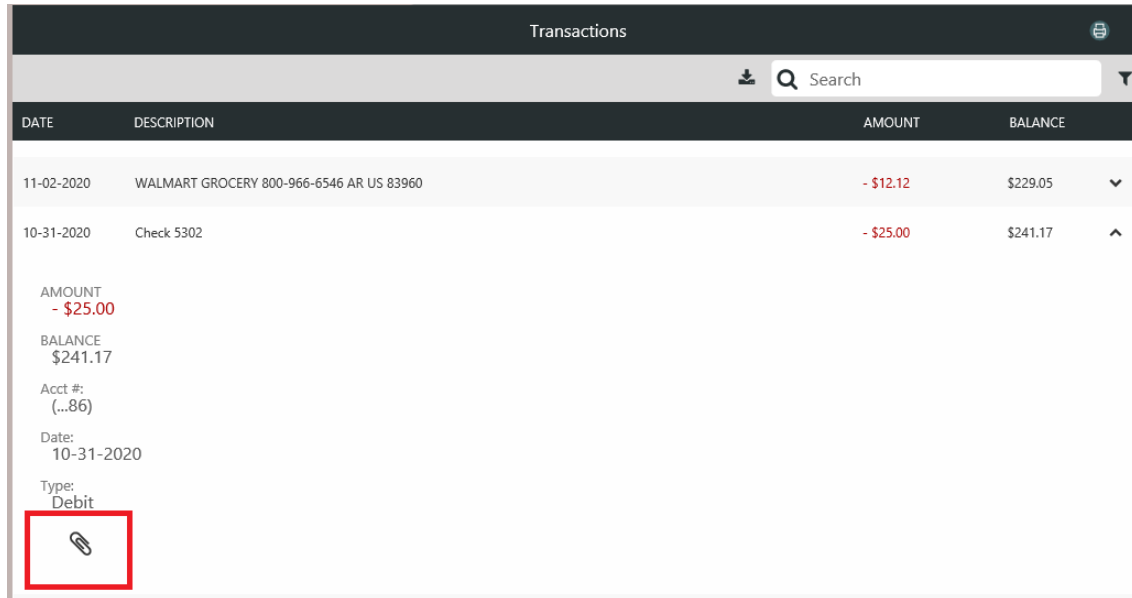 Transactions
Search
DATE DESCRIPTION AMOUNT BALANCE
11-02-2020 WALMART GROCERY 800-966-6546 AR US 83960 - $12.12 $229.05
10-31-2020 Check 5302 - $25.00 $241.17
AMOUNT
- $25.00
BALANCE
$241.17
Acct #:
(...86)
Date:
10-31-2020
Type:
Debit